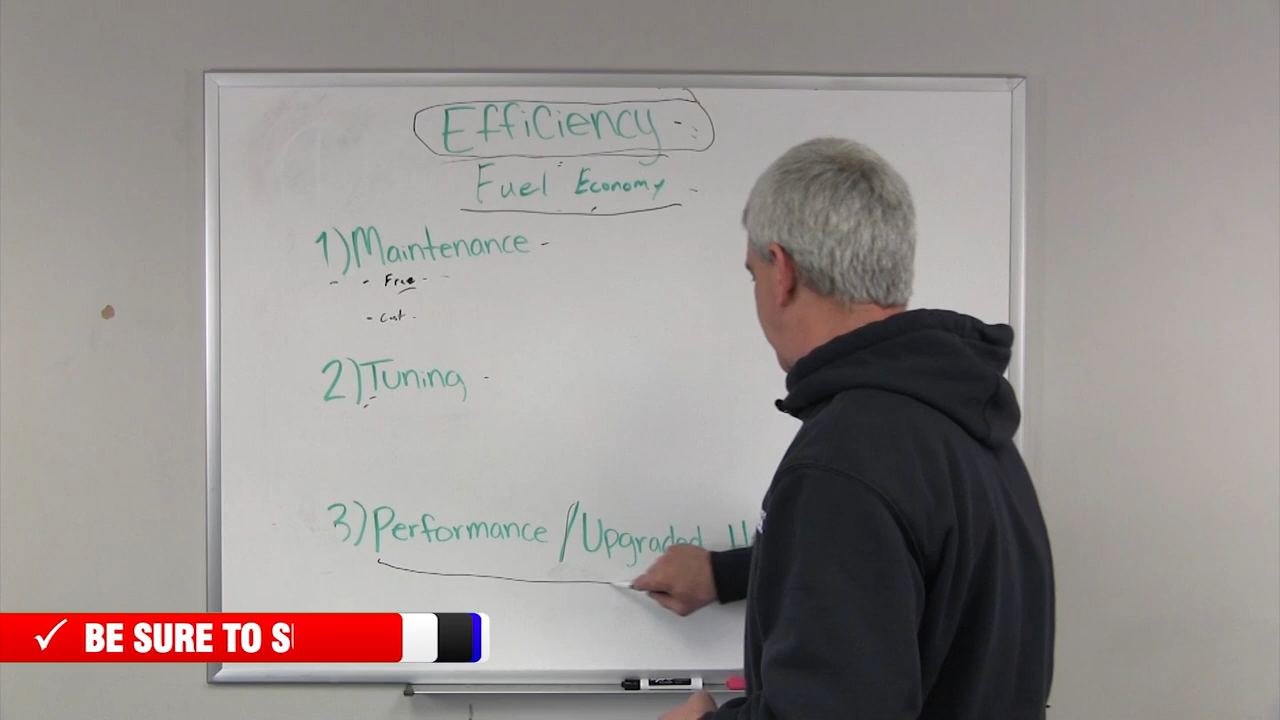 Efficiency
Fuel Economy
1) Maintenance -
- Free -
- Cost -
2) Tuning -
3) Performance / Upgraded
BE SURE TO